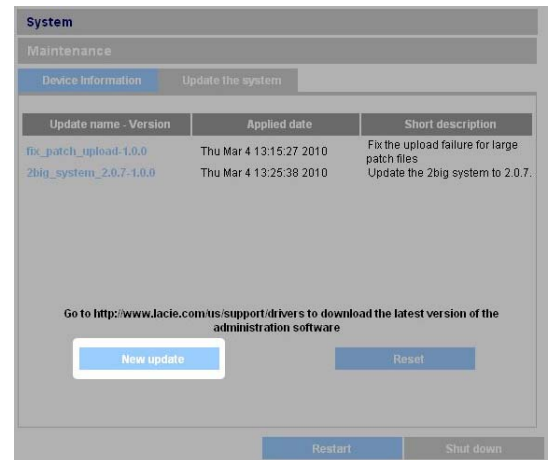 System
Maintenance
Device Information Update the system
Update name - Version Applied date Short description
fix_patch_upload-1.0.0 Thu Mar 4 13:15:27 2010 Fix the upload failure for large
patch files
2big_system_2.0.7-1.0.0 Thu Mar 4 13:25:38 2010 Update the 2big system to 2.0.7.
Go to http://www.lacie.com/us/support/drivers to download the latest version of the
administration software
New update Reset
Restart Shut down